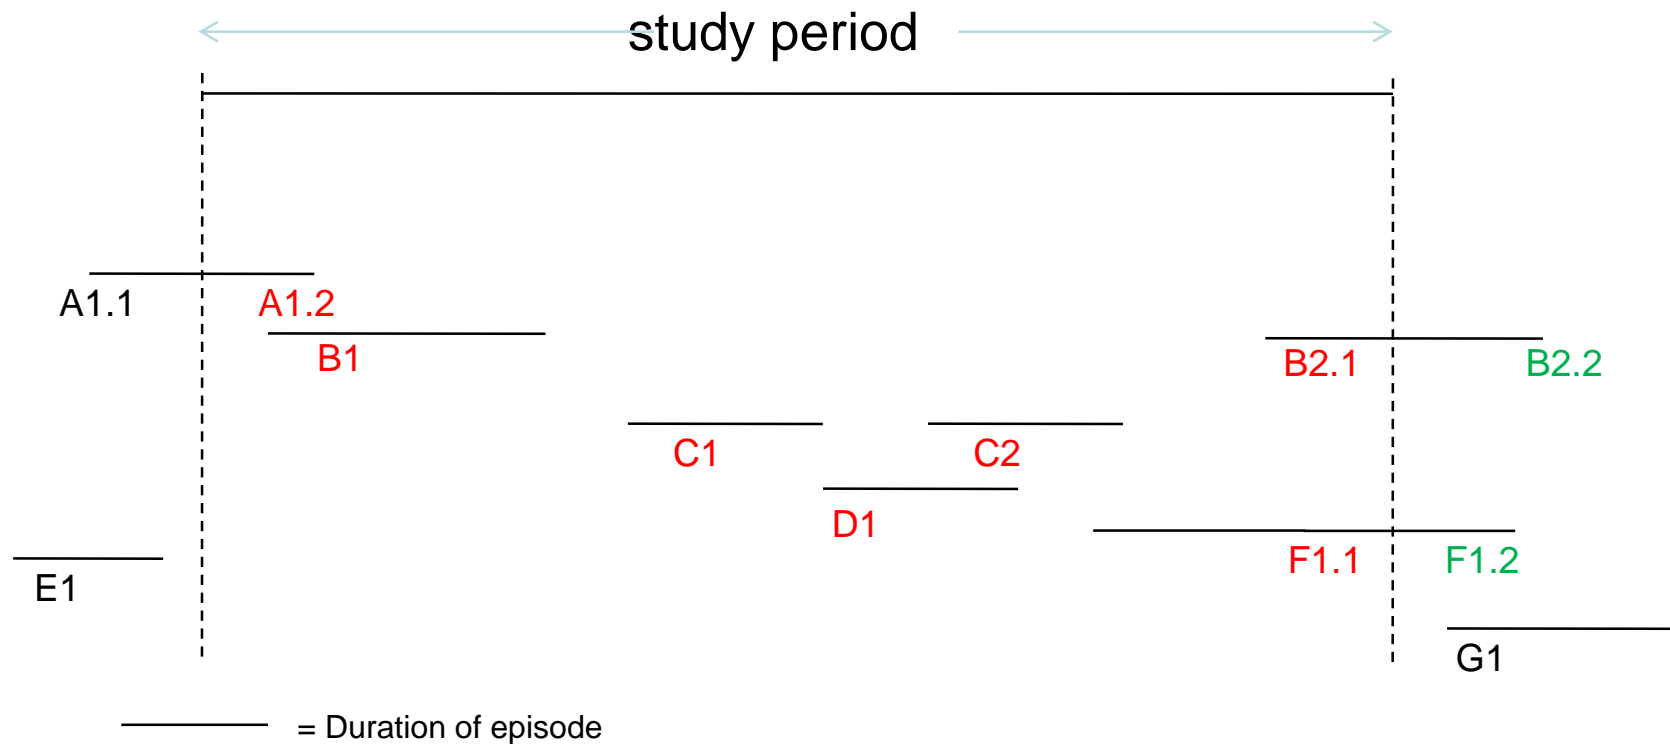 study period
A1.1 A1.2
B1 B2.1 B2.2
C1 C2
D1
F1.1 F1.2
E1
G1
= Duration of episode